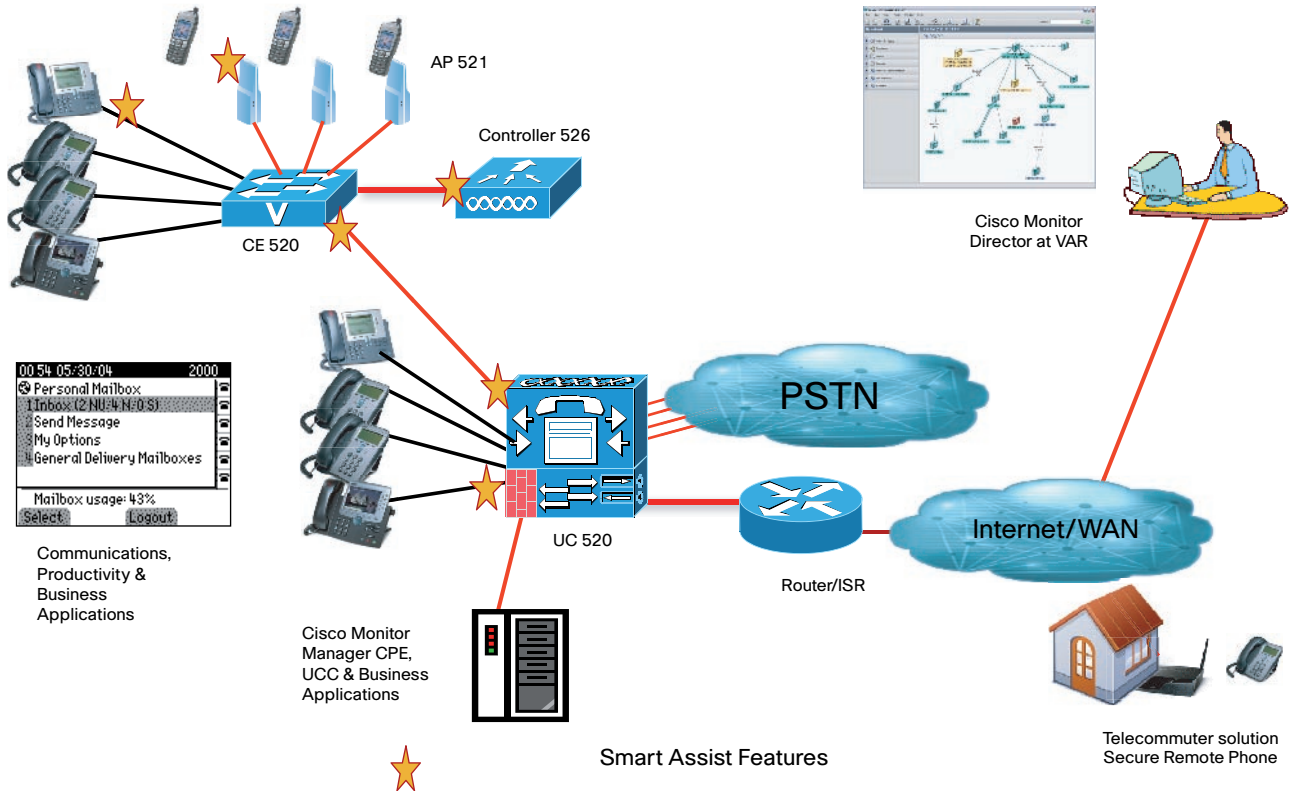 AP 521
Controller 526
CE 520
V
Cisco Monitor
Director at VAR
00 54 05/30/04 2000
Personal Mailbox
1 Inbox (2 NU/4 N/0 S)
2 Send Message
3 My Options
4 General Delivery Mailboxes
Mailbox usage: 43%
Select Logout
Communications,
Productivity &
Business
Applications
PSTN
UC 520
Internet/WAN
Router/ISR
Cisco Monitor
Manager CPE,
UCC & Business
Applications
Smart Assist Features
Telecommuter solution
Secure Remote Phone